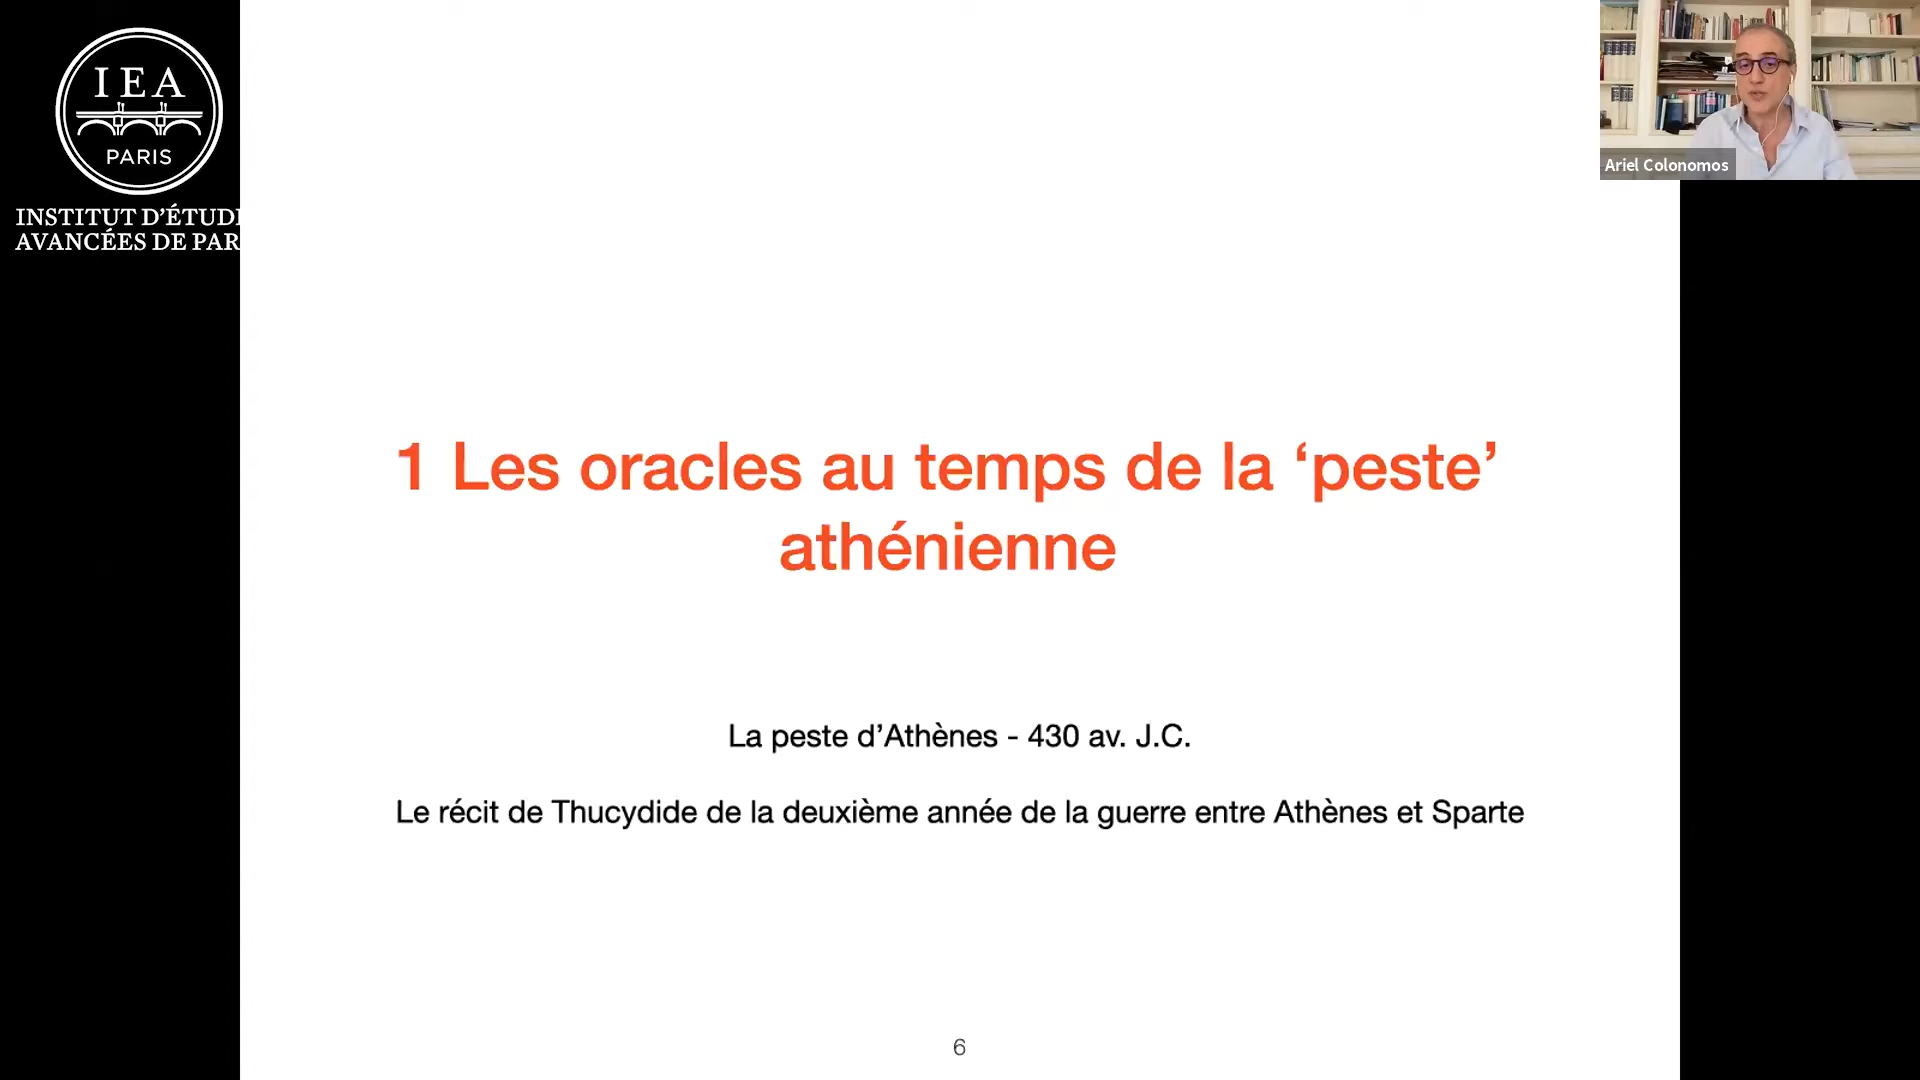 IEA
PARIS
INSTITUT D'ÉTUDE
AVANCÉES DE PAR
Ariel Colonomos
1 Les oracles au temps de la ‘peste’
athénienne
La peste d’Athènes - 430 av. J.C.
Le récit de Thucydide de la deuxième année de la guerre entre Athènes et Sparte
6